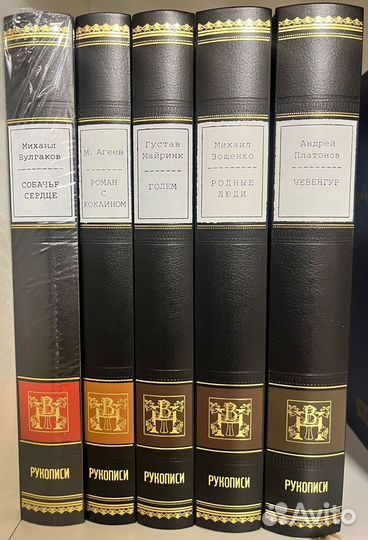 Михаил
Булгаков
СОБАЧЬЕ
СЕРДЦЕ
РУКОПИСИ
М. Агеев
РОМАН
С
КОКАИНОМ
РУКОПИСИ
Густав
Майринк
ГОЛЕМ
РУКОПИСИ
Михаил
Зощенко
РОДНЫЕ
ЛЮДИ
РУКОПИСИ
Андрей
Платонов
ЧЕВЕНГУР
РУКОПИСИ
Avito